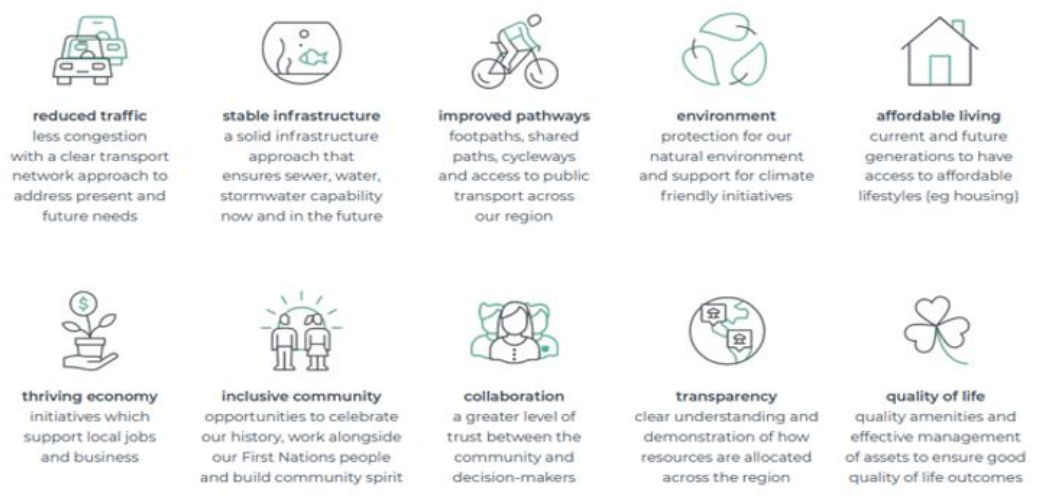 reduced traffic
less congestion
with a clear transport
network approach to
address present and
future needs
stable infrastructure
a solid infrastructure
approach that
ensures sewer, water,
stormwater capability
now and in the future
improved pathways
footpaths, shared
paths, cycleways
and access to public
transport across
our region
environment
protection for our
natural environment
and support for climate
friendly initiatives
affordable living
current and future
generations to have
access to affordable
lifestyles (eg housing)
$
thriving economy
initiatives which
support local jobs
and business
inclusive community
opportunities to celebrate
our history, work alongside
our First Nations people
and build community spirit
collaboration
a greater level of
trust between the
community and
decision-makers
transparency
clear understanding and
demonstration of how
resources are allocated
across the region
quality of life
quality amenities and
effective management
of assets to ensure good
quality of life outcomes